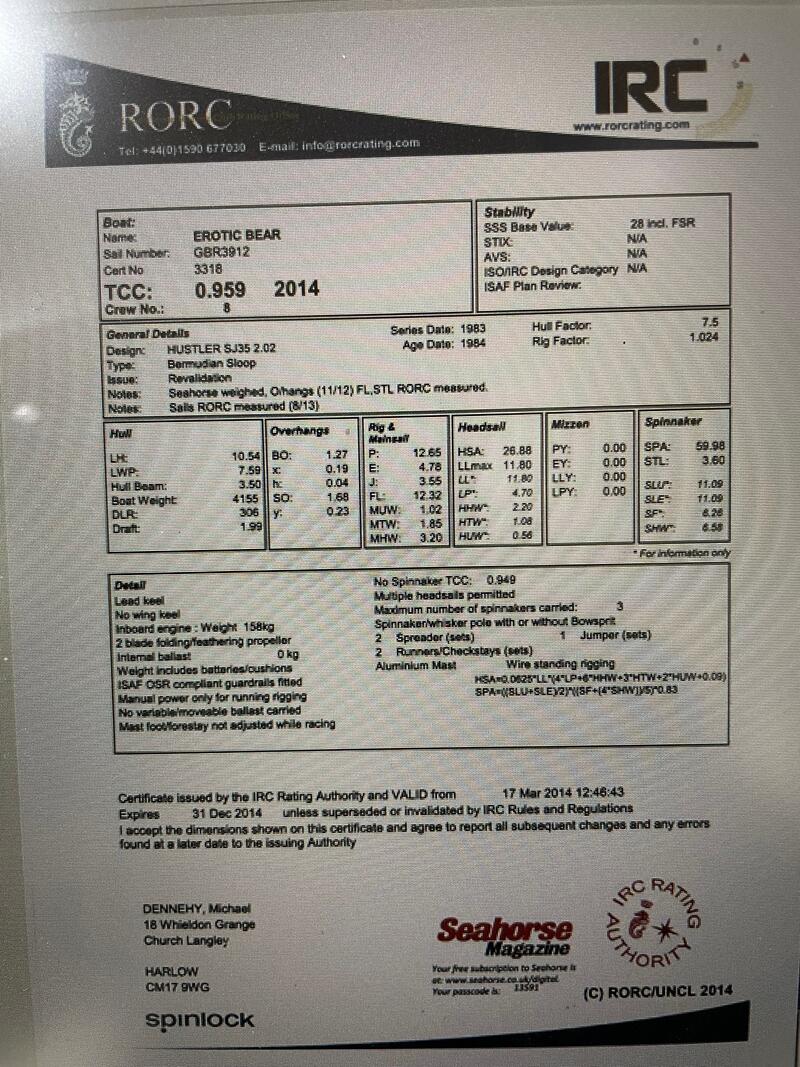 RORC
IRC
www.rorcrating.com
Tel: +44(0)1590 677030 E-mail: info@rorcrating.com
Boat:
Name: EROTIC BEAR
Sail Number: GBR3912
Cert No 3318
TCC: 0.959 2014
Crew No.: 8
Stability
SSS Base Value: 28 incl. FSR
STIX: N/A
AVS: N/A
ISO/IRC Design Category N/A
ISAF Plan Review:
General Details
Design: HUSTLER SJ35 2.02
Type: Bermudian Sloop
Issue: Revalidation
Notes: Seahorse weighed, O/hangs (11/12) FL,STL RORC measured.
Notes: Sails RORC measured (8/13)
Series Date: 1983
Age Date: 1984
Hull Factor: 7.5
Rig Factor: 1.024
Hull
LH: 10.54
LWP: 7.59
Hull Beam: 3.50
Boat Weight: 4155
DLR: 306
Draft: 1.99
Overhangs
BO: 1.27
x: 0.19
h: 0.04
SO: 1.68
y: 0.23
Rig &
Mainsail
P: 12.65
E: 4.78
J: 3.55
FL: 12.32
MUW: 1.02
MTW: 1.85
MHW: 3.20
Headsail
HSA: 26.88
LLmax 11.80
LL*: 11.80
LP*: 4.70
HHW*: 2.20
HTW*: 1.08
HUW*: 0.56
Mizzen
PY: 0.00
EY: 0.00
LLY: 0.00
LPY: 0.00
Spinnaker
SPA: 59.98
STL: 3.60
SLU*: 11.09
SLE*: 11.09
SF*: 6.26
SHW*: 6.58
* For information only
Detail
Lead keel
No wing keel
Inboard engine : Weight 158kg
2 blade folding/feathering propeller
Internal ballast 0 kg
Weight includes batteries/cushions
ISAF OSR compliant guardrails fitted
Manual power only for running rigging
No variable/moveable ballast carried
Mast foot/forestay not adjusted while racing
No Spinnaker TCC: 0.949
Multiple headsails permitted
Maximum number of spinnakers carried: 3
Spinnaker/whisker pole with or without Bowsprit
2 Spreader (sets) 1 Jumper (sets)
2 Runners/Checkstays (sets)
Aluminium Mast Wire standing rigging
HSA=0.0625*LL*(4*LP+6*HHW+3*HTW+2*HUW+0.09)
SPA=((SLU+SLE)/2)*((SF+(4*SHW))/5)*0.83
Certificate issued by the IRC Rating Authority and VALID from 17 Mar 2014 12:46:43
Expires 31 Dec 2014 unless superseded or invalidated by IRC Rules and Regulations
I accept the dimensions shown on this certificate and agree to report all subsequent changes and any errors
found at a later date to the issuing Authority
DENNEHY, Michael
18 Whieldon Grange
Church Langley
HARLOW
CM17 9WG
spinlock
Seahorse
Magazine
Your free subscription to Seahorse is
at: www.seahorse.co.uk/digital.
Your passcode is: 13591
IRC RATING
AUTHORITY
(C) RORC/UNCL 2014